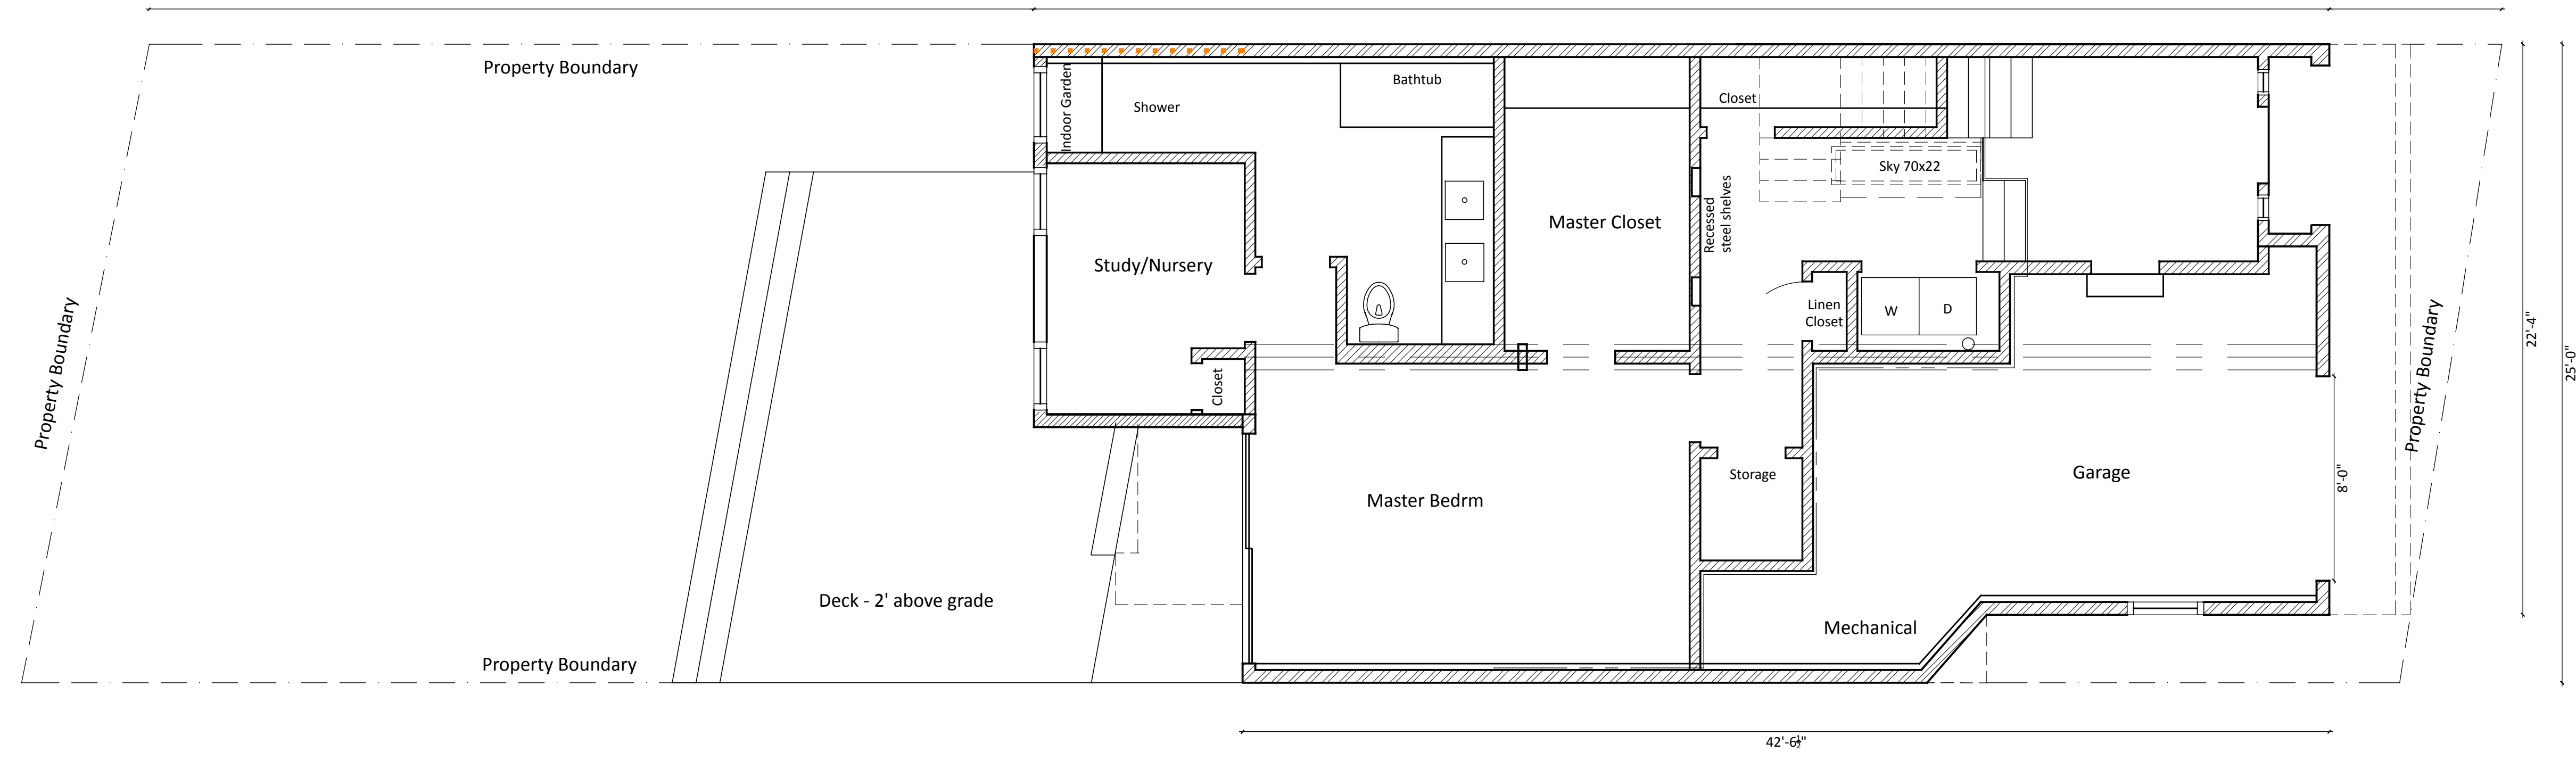 Property Boundary
Indoor Garden
Shower
Bathtub
Closet
Sky 70x22
Recessed
steel shelves
Master Closet
Study/Nursery
Linen
Closet
W
D
Closet
Property Boundary
Property Boundary
22'-4"
25'-0"
8'-0"
Storage
Garage
Master Bedrm
Deck - 2' above grade
Mechanical
Property Boundary
42'-6½"